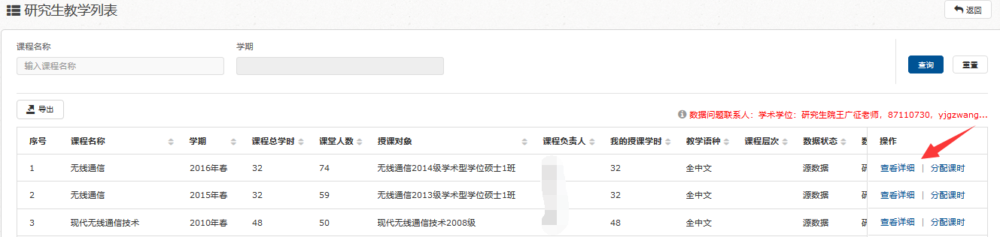 研究生教学列表
返回
课程名称 学期
输入课程名称
查询 重置
导出
数据问题联系人：学术学位：研究生院王广征老师，87110730，yjgzwang...
序号 课程名称 学期 课程总学时 课堂人数 授课对象 课程负责人 我的授课学时 教学语种 课程层次 数据状态 数 操作
1 无线通信 2016年春 32 74 无线通信2014级学术型学位硕士1班 32 全中文 源数据 研 查看详细 | 分配课时
2 无线通信 2015年春 32 59 无线通信2013级学术型学位硕士1班 32 全中文 源数据 研 查看详细 | 分配课时
3 现代无线通信技术 2010年春 48 50 现代无线通信技术2008级 48 全中文 源数据 研 查看详细 | 分配课时